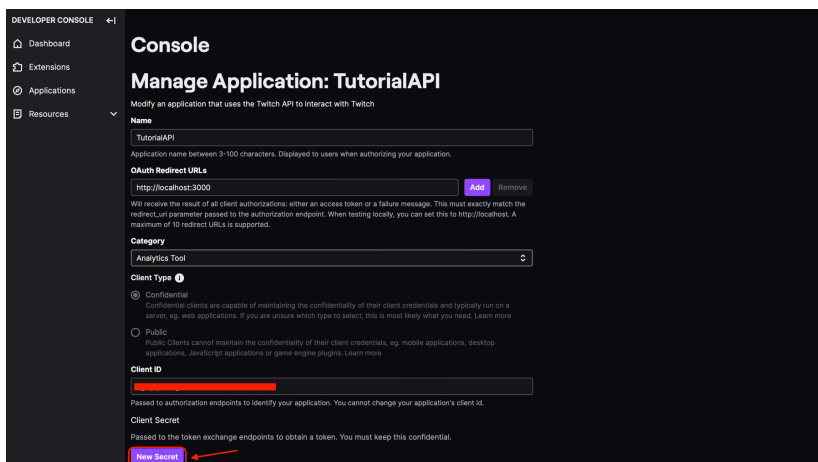 DEVELOPER CONSOLE
Dashboard
Extensions
Applications
Resources
Console
Manage Application: TutorialAPI
Modify an application that uses the Twitch API to interact with Twitch
Name
TutorialAPI
Application name between 3-100 characters. Displayed to users when authorizing your application.
OAuth Redirect URLs
http://localhost:3000
Add
Remove
Will receive the result of all client authorizations: either an access token or a failure message. This must exactly match the
redirect_uri parameter passed to the authorization endpoint. When testing locally, you can set this to http://localhost. A
maximum of 10 redirect URLs is supported.
Category
Analytics Tool
Client Type
Confidential
Confidential clients are capable of maintaining the confidentiality of their client credentials and typically run on a
server, eg. web applications. If you are unsure which type to select, this is most likely what you need. Learn more
Public
Public Clients cannot maintain the confidentiality of their client credentials, eg. mobile applications, desktop
applications, JavaScript applications or game engine plugins. Learn more
Client ID
Passed to authorization endpoints to identify your application. You cannot change your application's client id.
Client Secret
Passed to the token exchange endpoints to obtain a token. You must keep this confidential.
New Secret